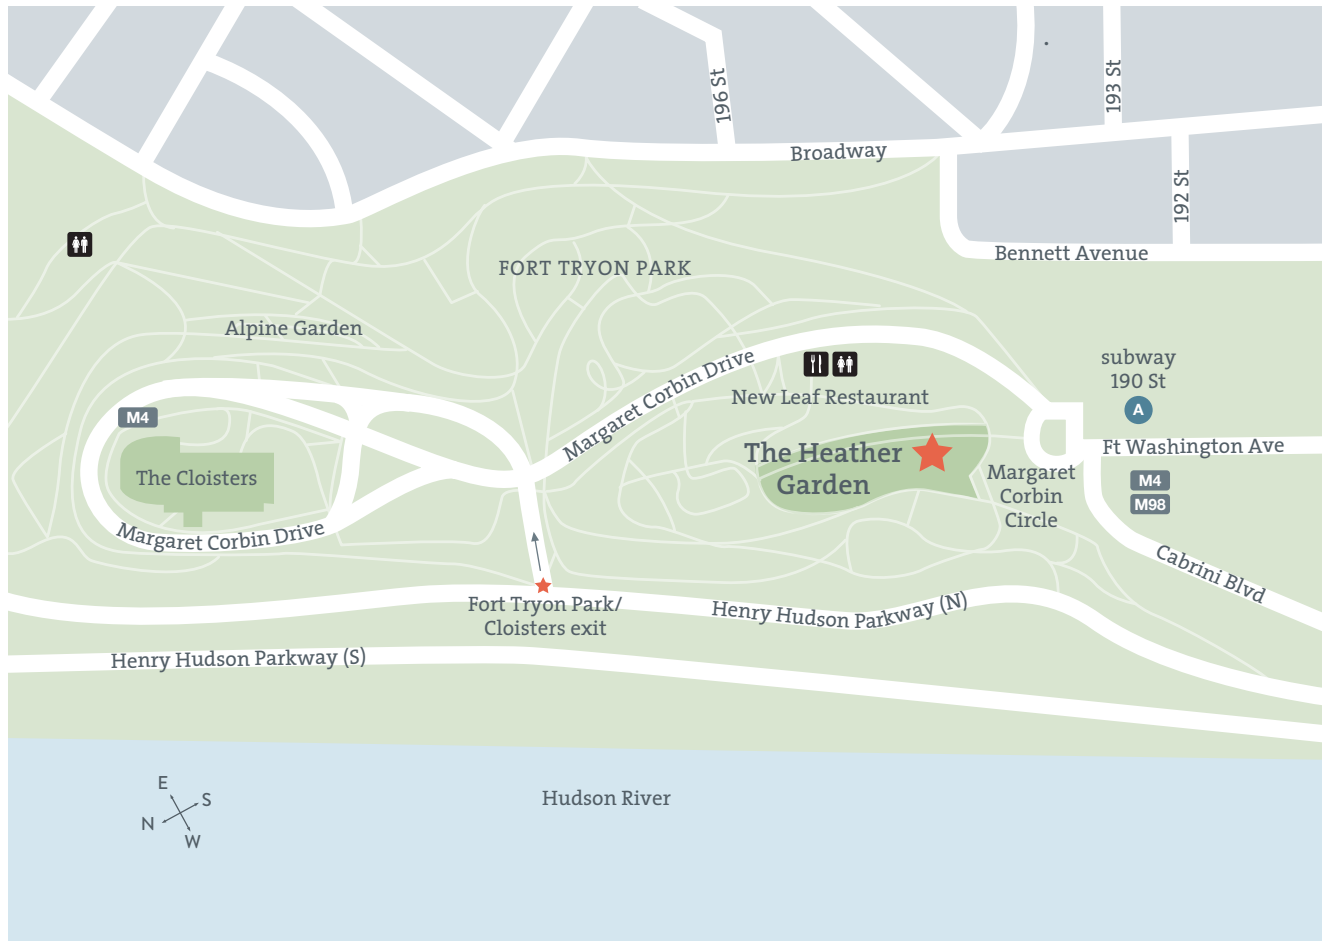 196 St
193 St
Broadway
192 St
Bennett Avenue
FORT TRYON PARK
Alpine Garden
Margaret Corbin Drive
subway
190 St
A
New Leaf Restaurant
M4
The Heather
Garden
Ft Washington Ave
The Cloisters
Margaret
Corbin
Circle
M4
M98
Margaret Corbin Drive
Cabrini Blvd
Fort Tryon Park/
Cloisters exit
Henry Hudson Parkway (N)
Henry Hudson Parkway (S)
E
S
N
W
Hudson River